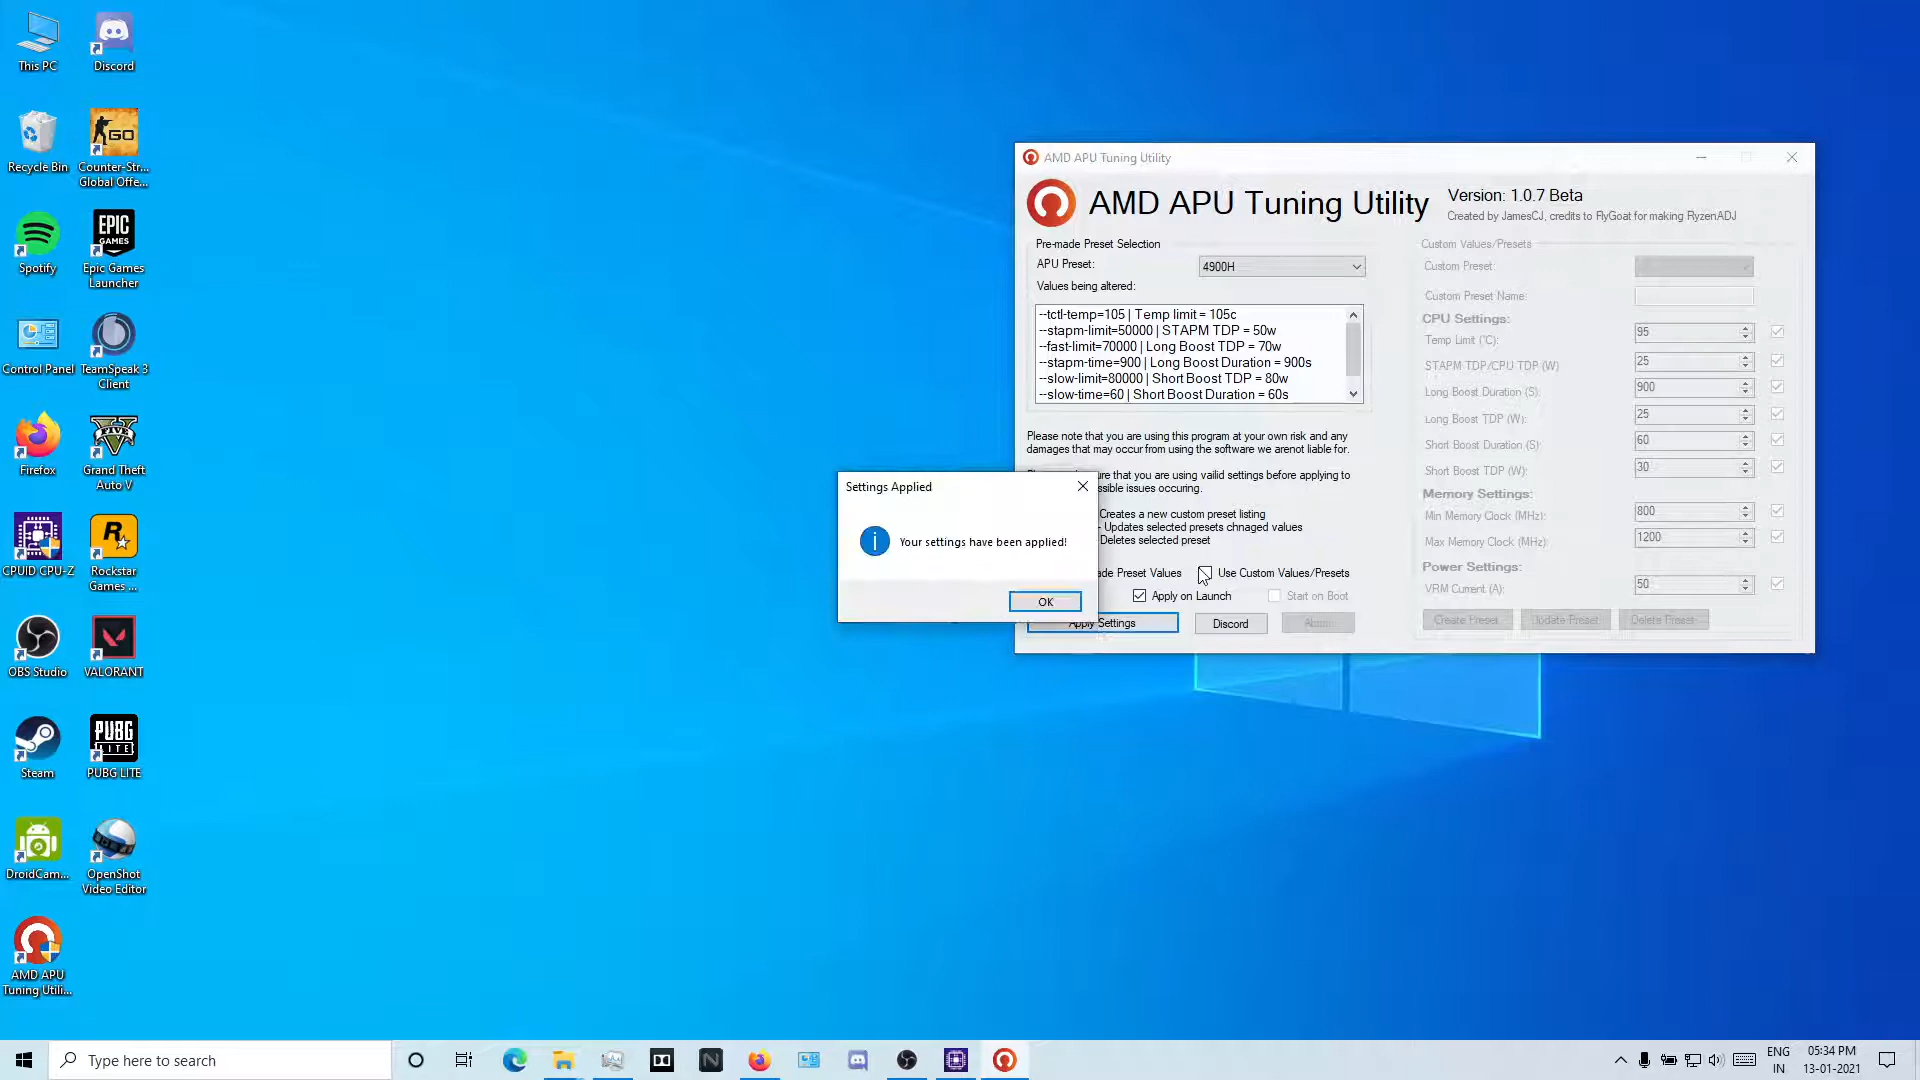 This PC
Discord
Recycle Bin
Counter-Str...
Global Offe...
GO
Spotify
EPIC
GAMES
Epic Games
Launcher
Control Panel
TeamSpeak 3
Client
Firefox
V
FIVE
Grand Theft
Auto V
CPUID CPU-Z
R
Rockstar
Games ...
OBS Studio
VALORANT
Steam
PUBG
LITE
PUBG LITE
DroidCam...
OpenShot
Video Editor
AMD APU
Tuning Utili...
AMD APU Tuning Utility
AMD APU Tuning Utility
Version: 1.0.7 Beta
Created by JamesCJ, credits to FlyGoat for making RyzenADJ
Pre-made Preset Selection
APU Preset:
4900H
Values being altered:
--tctl-temp=105 | Temp limit = 105c
--stapm-limit=50000 | STAPM TDP = 50w
--fast-limit=70000 | Long Boost TDP = 70w
--stapm-time=900 | Long Boost Duration = 900s
--slow-limit=80000 | Short Boost TDP = 80w
--slow-time=60 | Short Boost Duration = 60s
Please note that you are using this program at your own risk and any
damages that may occur from using the software we arenot liable for.
ure that you are using vailid settings before applying to
ssible issues occuring.
Creates a new custom preset listing
- Updates selected presets chnaged values
Deletes selected preset
ade Preset Values
Use Custom Values/Presets
Apply on Launch
Start on Boot
Apply Settings
Discord
Custom Values/Presets
Custom Preset:
Custom Preset Name:
CPU Settings:
Temp Limit (°C):
95
STAPM TDP/CPU TDP (W)
25
Long Boost Duration (S):
900
Long Boost TDP (W):
25
Short Boost Duration (S):
60
Short Boost TDP (W):
30
Memory Settings:
Min Memory Clock (MHz):
800
Max Memory Clock (MHz):
1200
Power Settings:
VRM Current (A):
50
Create Preset
Update Preset
Delete Preset
Settings Applied
Your settings have been applied!
OK
Type here to search
N
ENG
IN
05:34 PM
13-01-2021